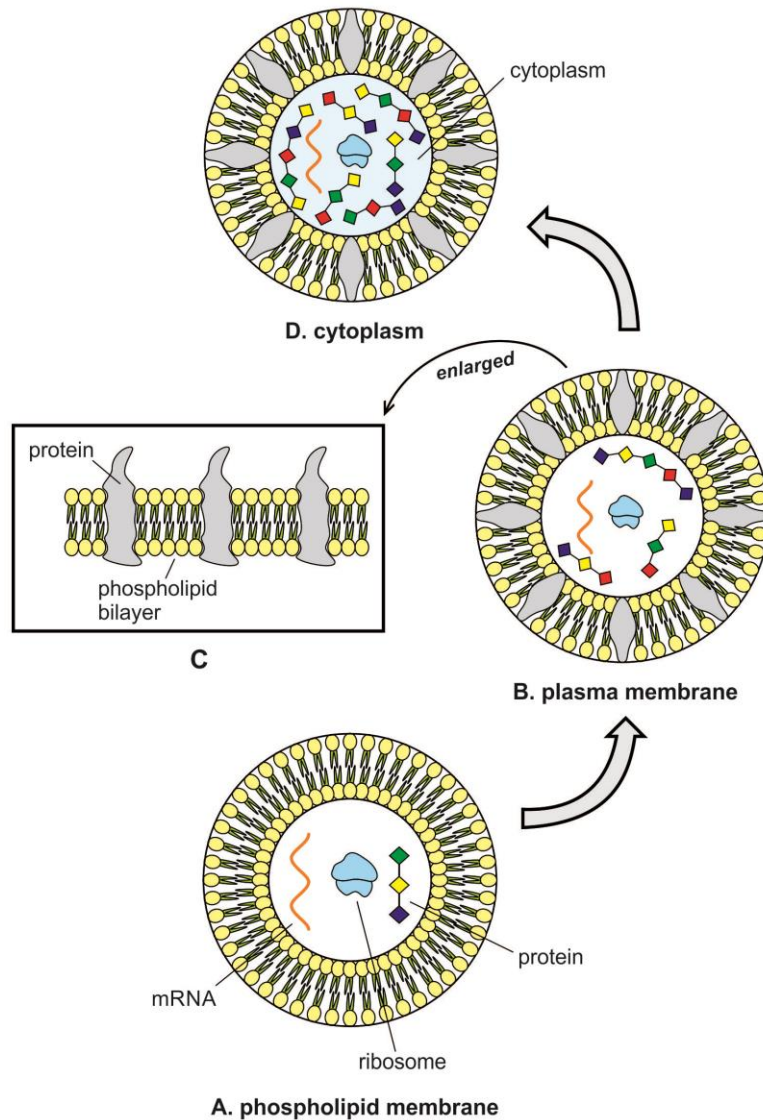 cytoplasm
D. cytoplasm
enlarged
protein
phospholipid
bilayer
C
B. plasma membrane
protein
mRNA
ribosome
A. phospholipid membrane